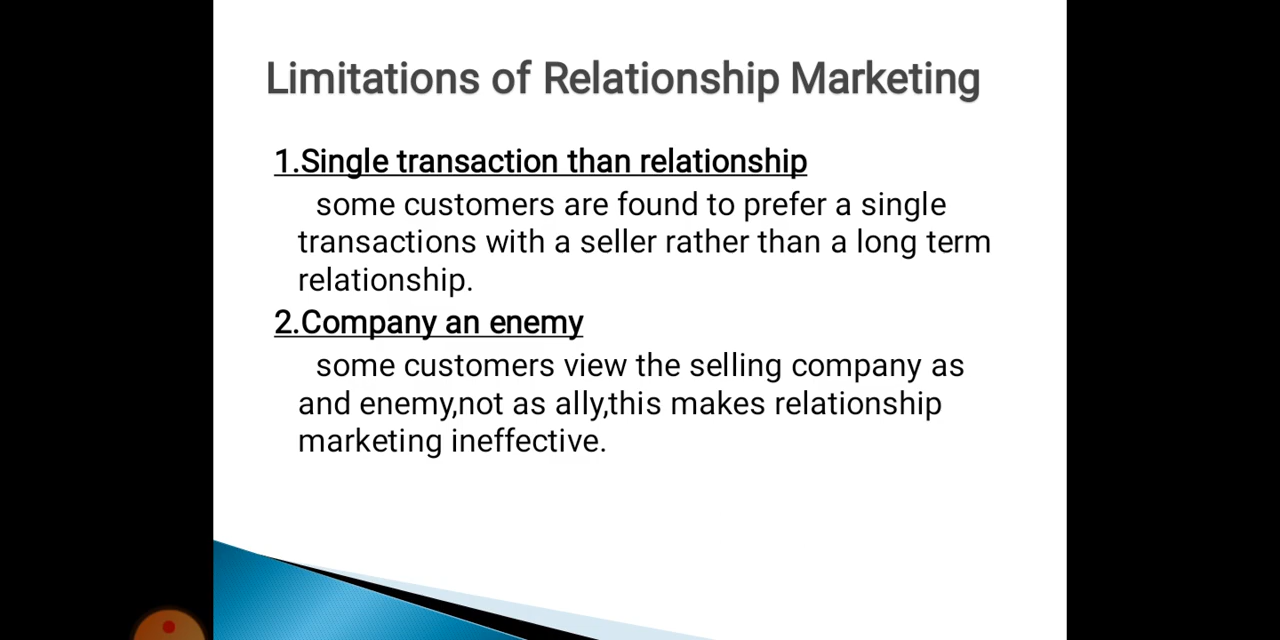 Limitations of Relationship Marketing
1.Single transaction than relationship
some customers are found to prefer a single
transactions with a seller rather than a long term
relationship.
2.Company an enemy
some customers view the selling company as
and enemy,not as ally,this makes relationship
marketing ineffective.